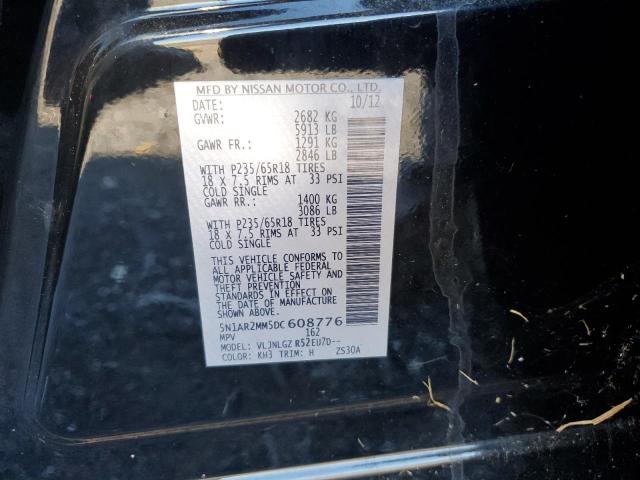 MFD BY NISSAN MOTOR CO., LTD.
DATE: 10/12
GVWR: 2682 KG
5913 LB
GAWR FR.: 1291 KG
2846 LB
WITH P235/65R18 TIRES
18 X 7.5 RIMS AT 33 PSI
COLD SINGLE
GAWR RR.: 1400 KG
3086 LB
WITH P235/65R18 TIRES
18 X 7.5 RIMS AT 33 PSI
COLD SINGLE
THIS VEHICLE CONFORMS TO
ALL APPLICABLE FEDERAL
MOTOR VEHICLE SAFETY AND
THEFT PREVENTION
STANDARDS IN EFFECT ON
THE DATE OF MANUFACTURE
SHOWN ABOVE.
5N1AR2MM5DC608776
MPV 162
MODEL: VLJNLGZ R52EU7D--
COLOR: KH3 TRIM: H ZS30A